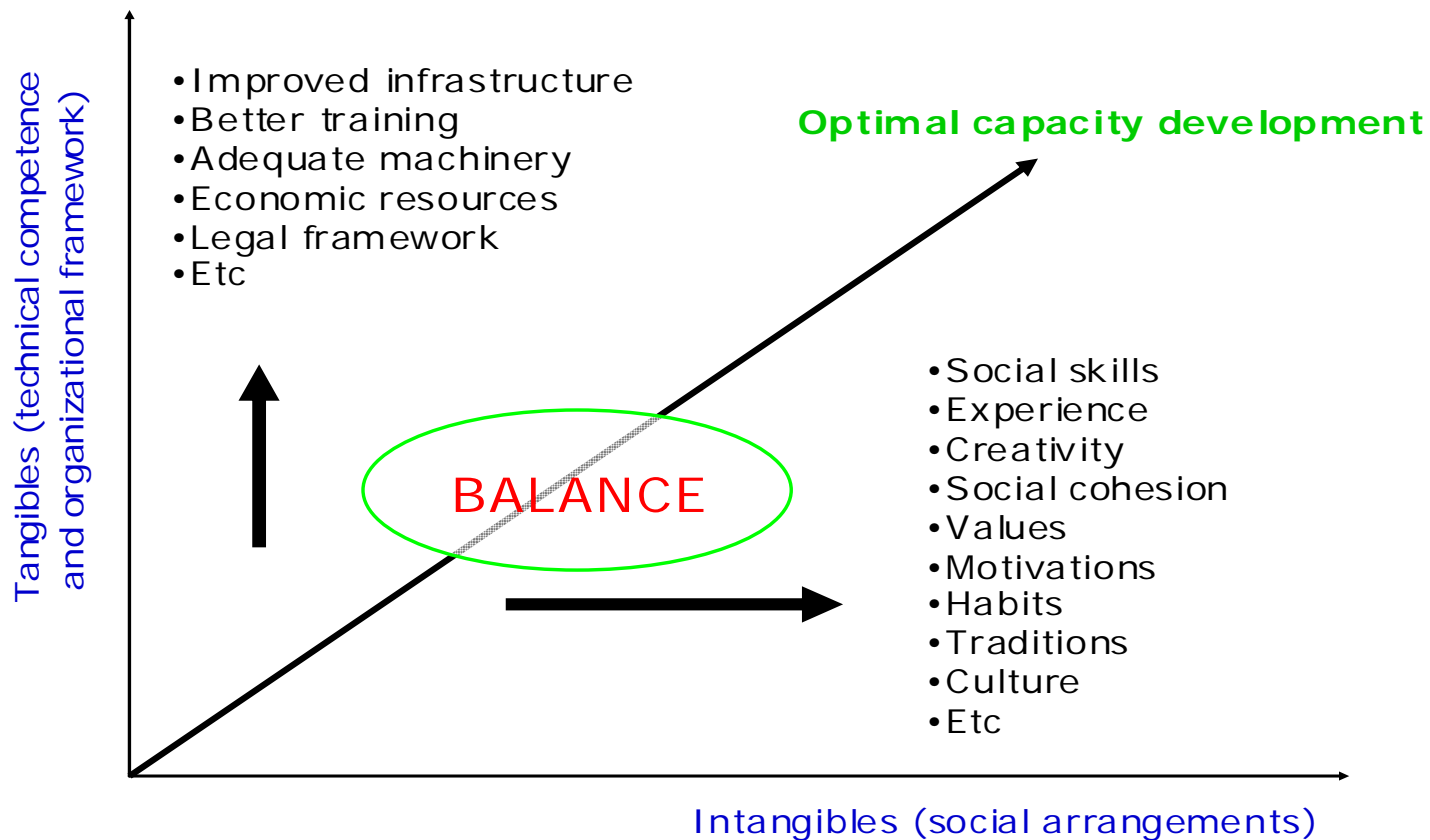 Tangibles (technical competence
and organizational framework)
•Improved infrastructure
•Better training
•Adequate machinery
•Economic resources
•Legal framework
•Etc
Optimal capacity development
BALANCE
•Social skills
•Experience
•Creativity
•Social cohesion
•Values
•Motivations
•Habits
•Traditions
•Culture
•Etc
Intangibles (social arrangements)